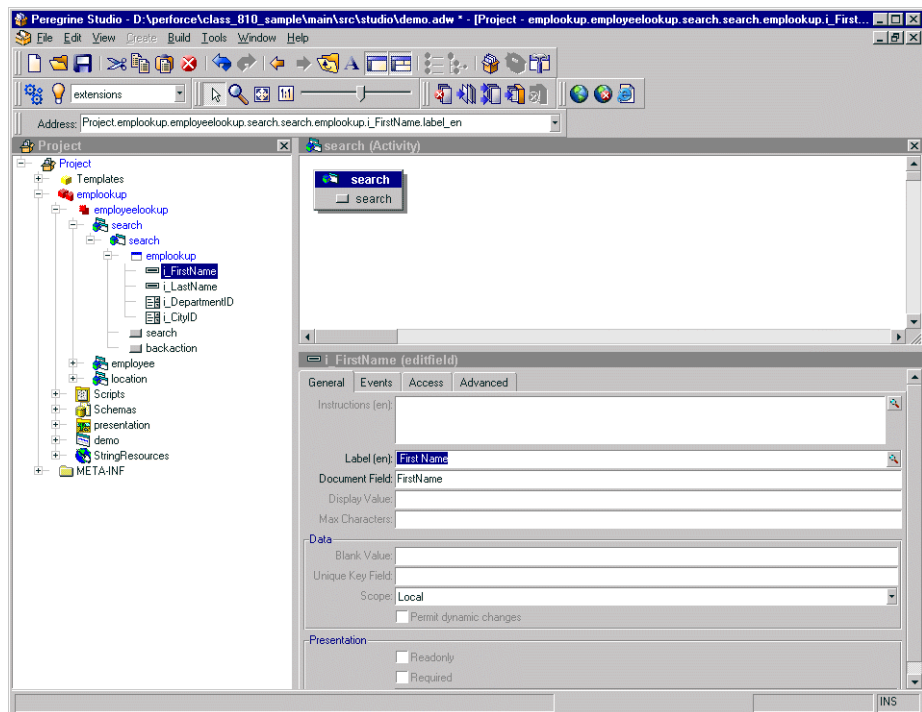 Peregrine Studio - D:\perforce\class_810_sample\main\src\studio\demo.adw * - [Project - emplookup.employeelookup.search.search.emplookup.i_First...
File Edit View Create Build Tools Window Help
A 1:1
extensions
Address: Project.emplookup.employeelookup.search.search.emplookup.i_FirstName.label_en
Project
Project
Templates
emplookup
employeelookup
search
search
emplookup
i_FirstName
i_LastName
i_DepartmentID
i_CityID
search
backaction
employee
location
Scripts
Schemas
presentation
demo
StringResources
META-INF
search (Activity)
search
search
i_FirstName (editfield)
General Events Access Advanced
Instructions (en):
Label (en): First Name
Document Field: FirstName
Display Value:
Max Characters:
Data
Blank Value:
Unique Key Field:
Scope: Local
Permit dynamic changes
Presentation
Readonly
Required
INS